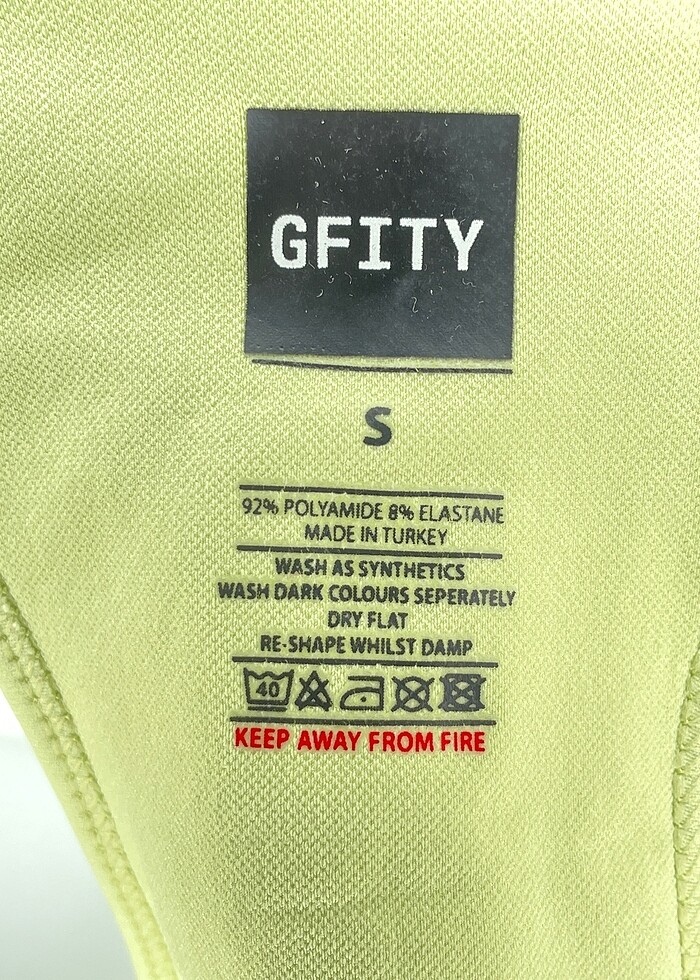 GFITY
S
92% POLYAMIDE 8% ELASTANE
MADE IN TURKEY
WASH AS SYNTHETICS
WASH DARK COLOURS SEPERATELY
DRY FLAT
RE-SHAPE WHILST DAMP
40
KEEP AWAY FROM FIRE